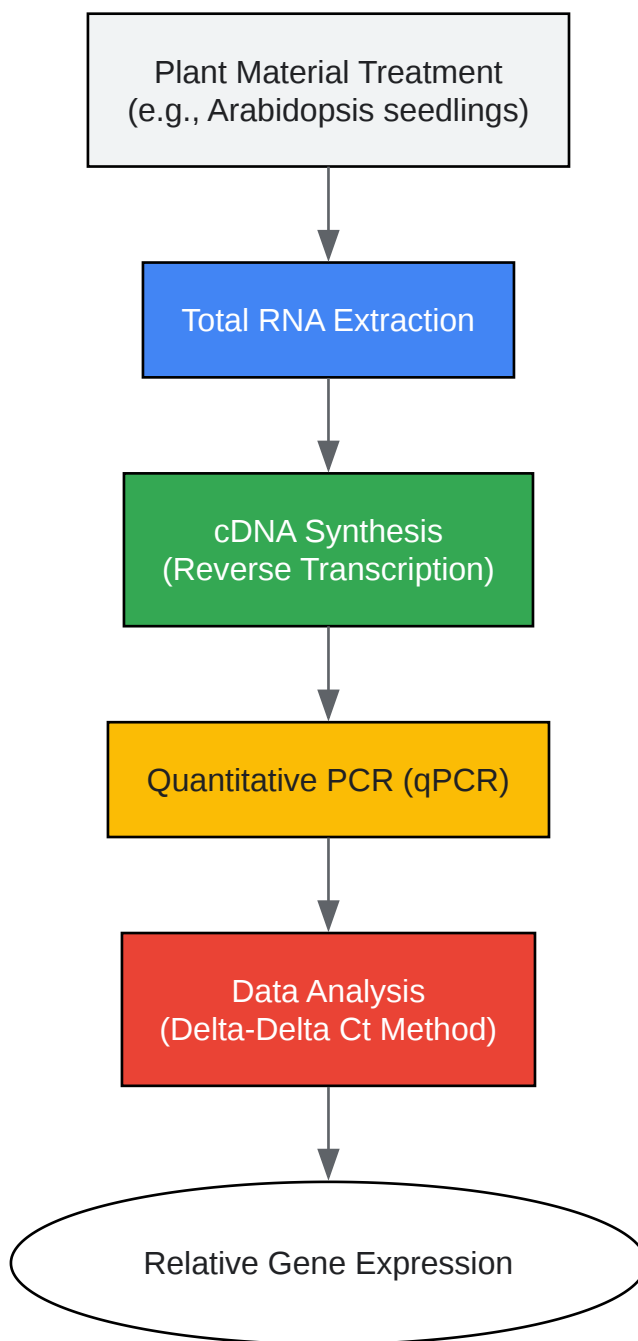 Plant Material Treatment
(e.g., Arabidopsis seedlings)
Total RNA Extraction
cDNA Synthesis
(Reverse Transcription)
Quantitative PCR (qPCR)
Data Analysis
(Delta-Delta Ct Method)
Relative Gene Expression